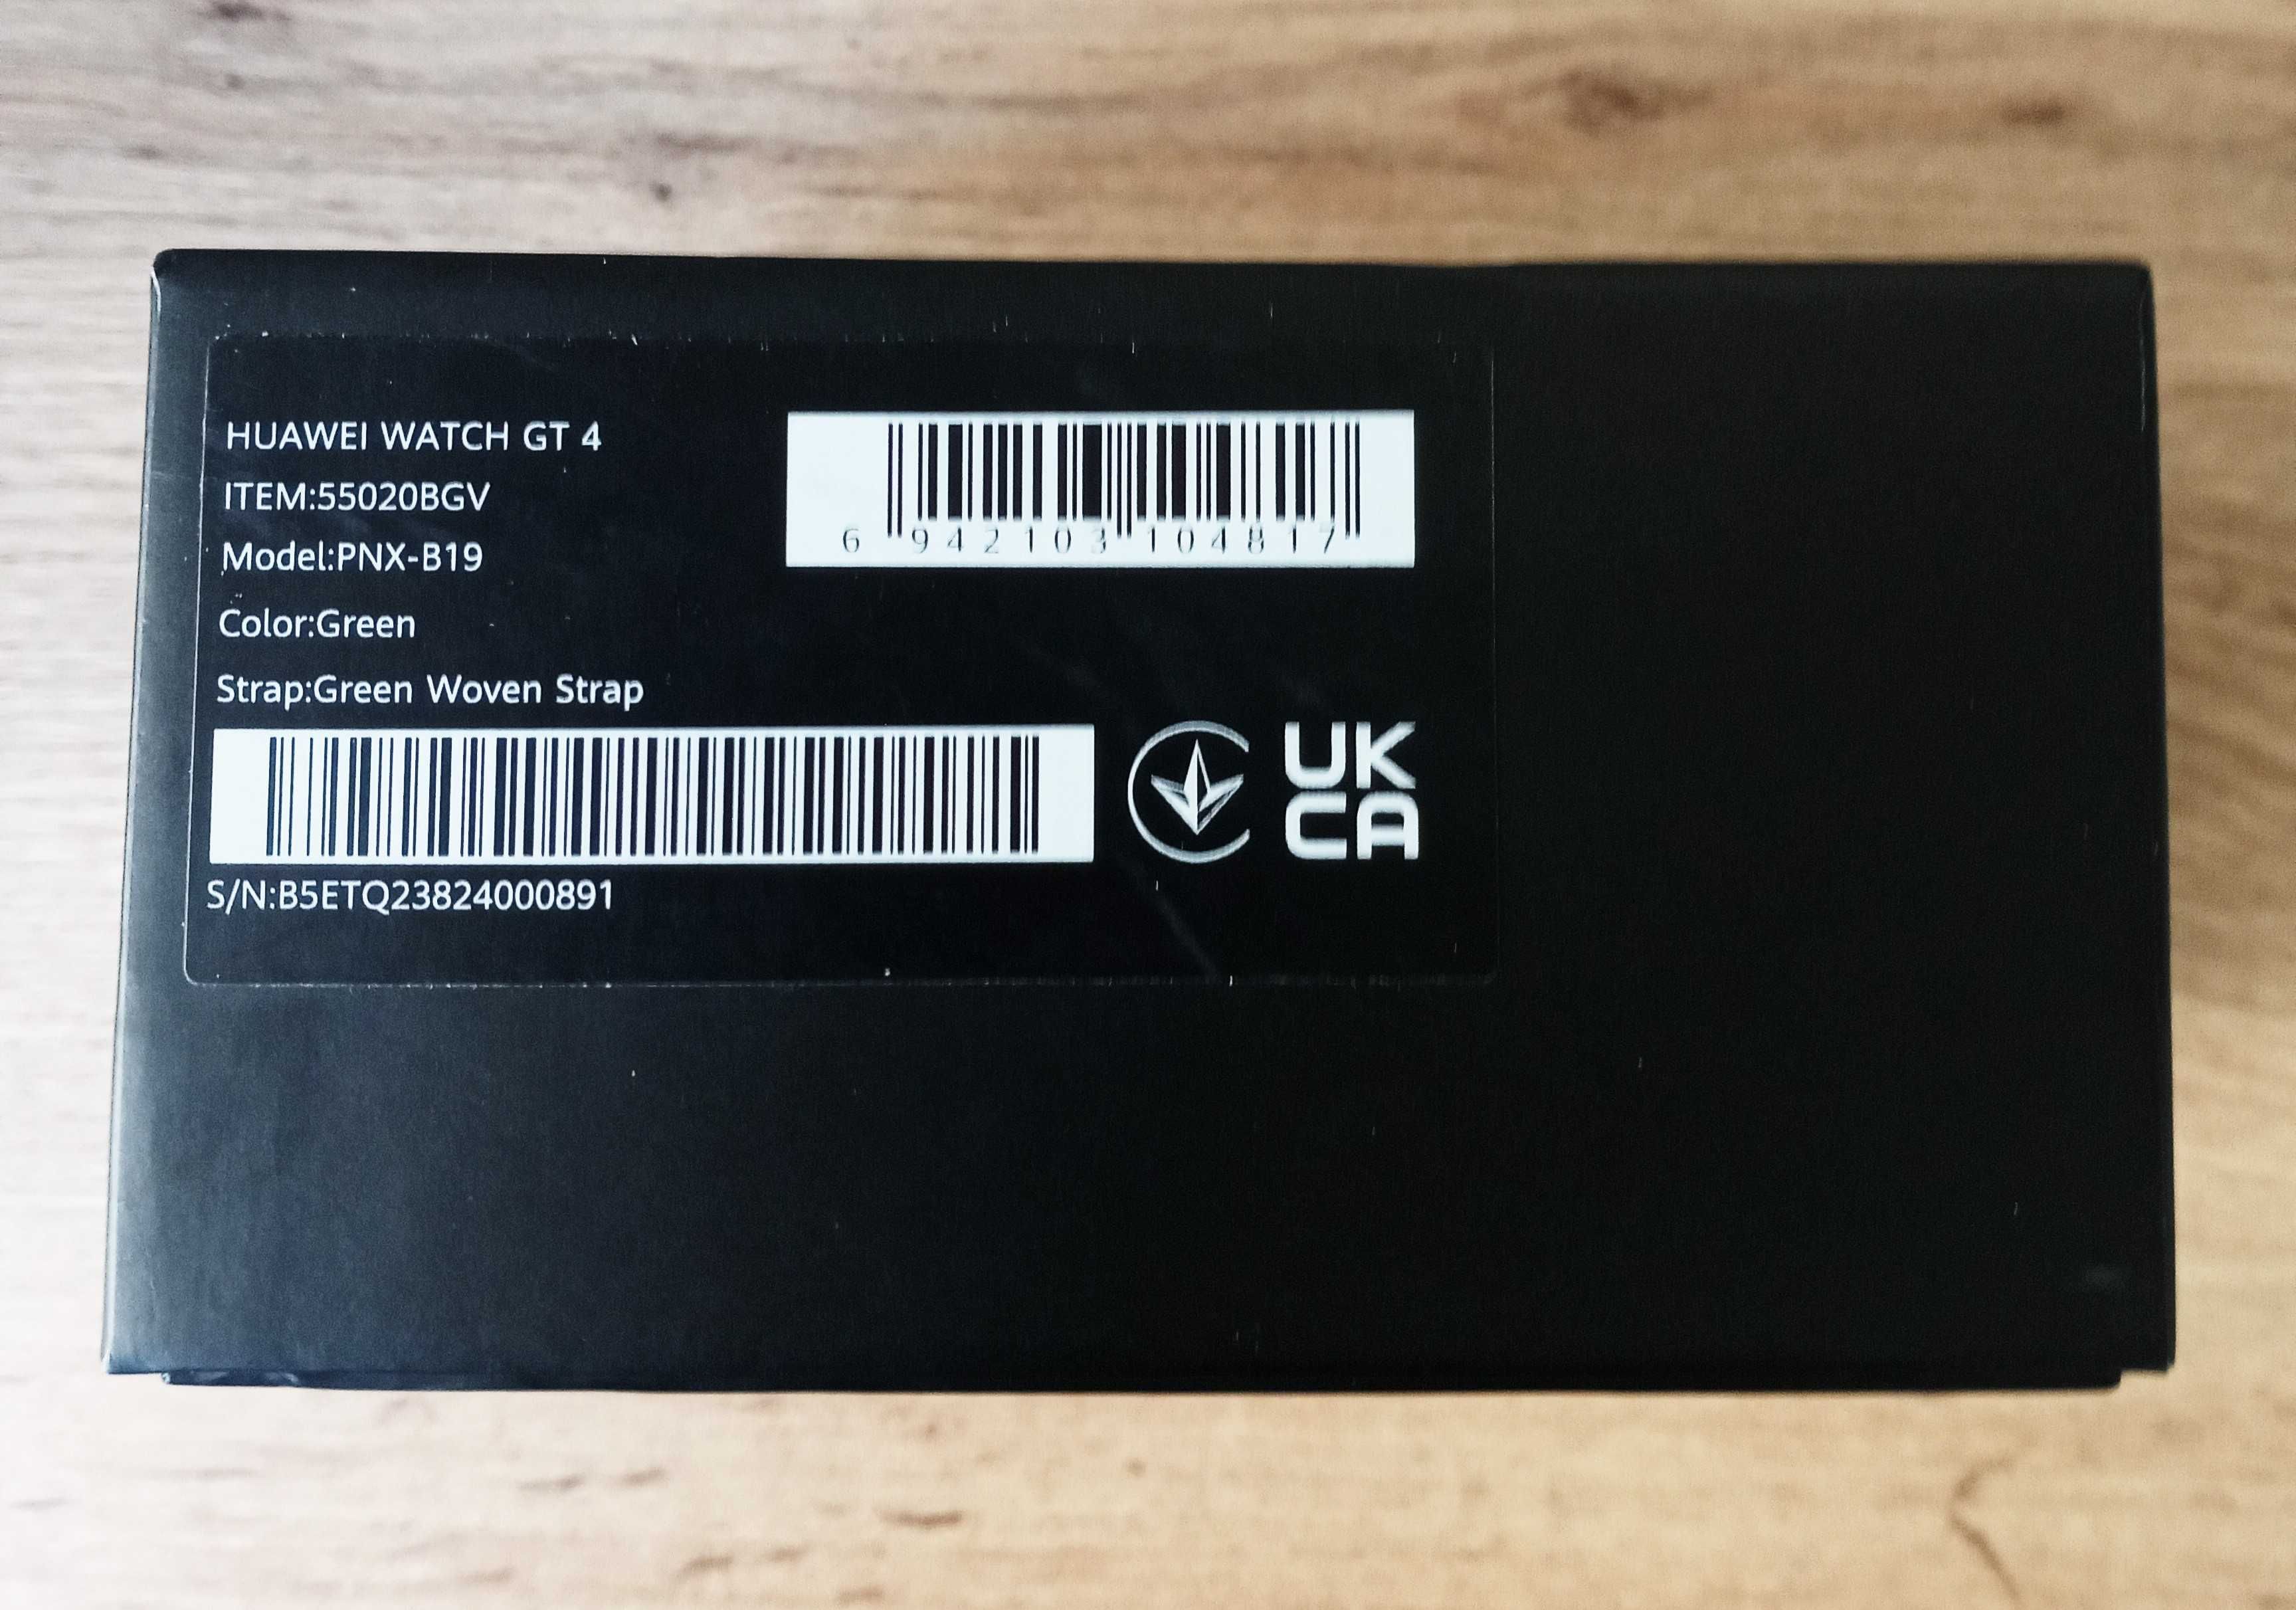 HUAWEI WATCH GT 4
ITEM:55020BGV
Model:PNX-B19
Color:Green
Strap:Green Woven Strap
S/N:B5ETQ23824000891
6 942103 104817
UK
CA